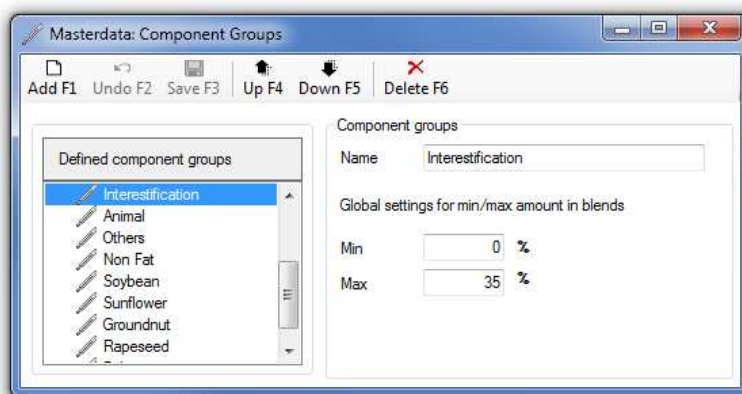 Masterdata: Component Groups
Add F1 Undo F2 Save F3 Up F4 Down F5 Delete F6
Component groups
Defined component groups
Name Interestification
Interestification
Animal
Global settings for min/max amount in blends
Others
Non Fat
Min 0 %
Soybean
Max 35 %
Sunflower
Groundnut
Rapeseed